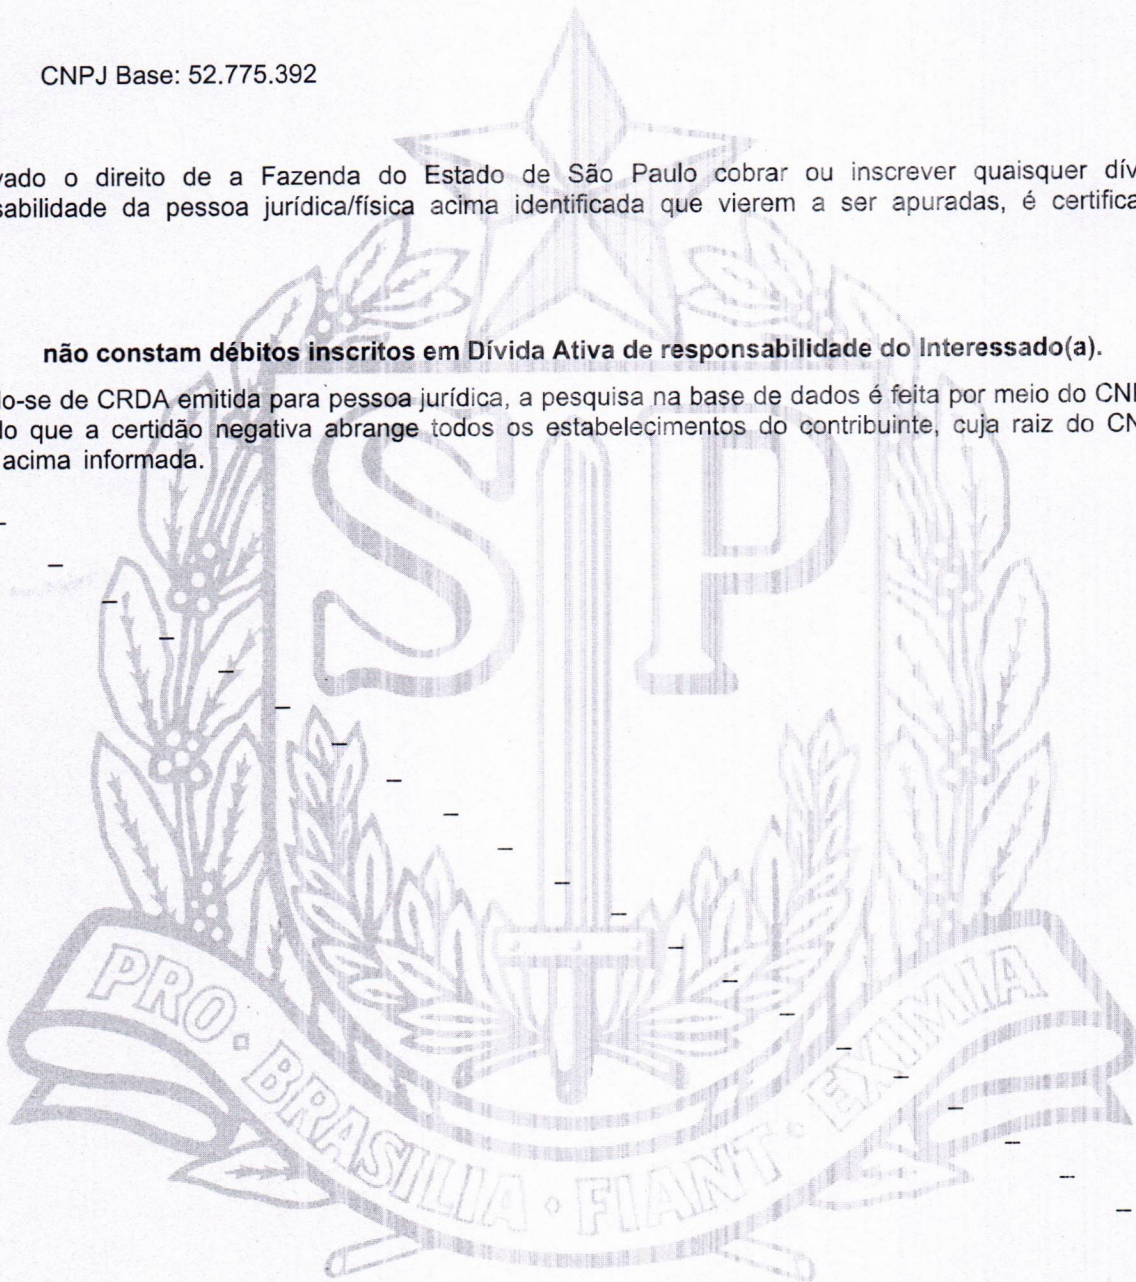 CNPJ Base: 52.775.392
vado o direito de a Fazenda do Estado de São Paulo cobrar ou inscrever quaisquer dív
sabilidade da pessoa jurídica/física acima identificada que vierem a ser apuradas, é certifica
não constam débitos inscritos em Dívida Ativa de responsabilidade do Interessado(a).
do-se de CRDA emitida para pessoa jurídica, a pesquisa na base de dados é feita por meio do CN
do que a certidão negativa abrange todos os estabelecimentos do contribuinte, cuja raiz do CN
acima informada.
SP
PRO · BRASILIA · FIANT · EXIMIA